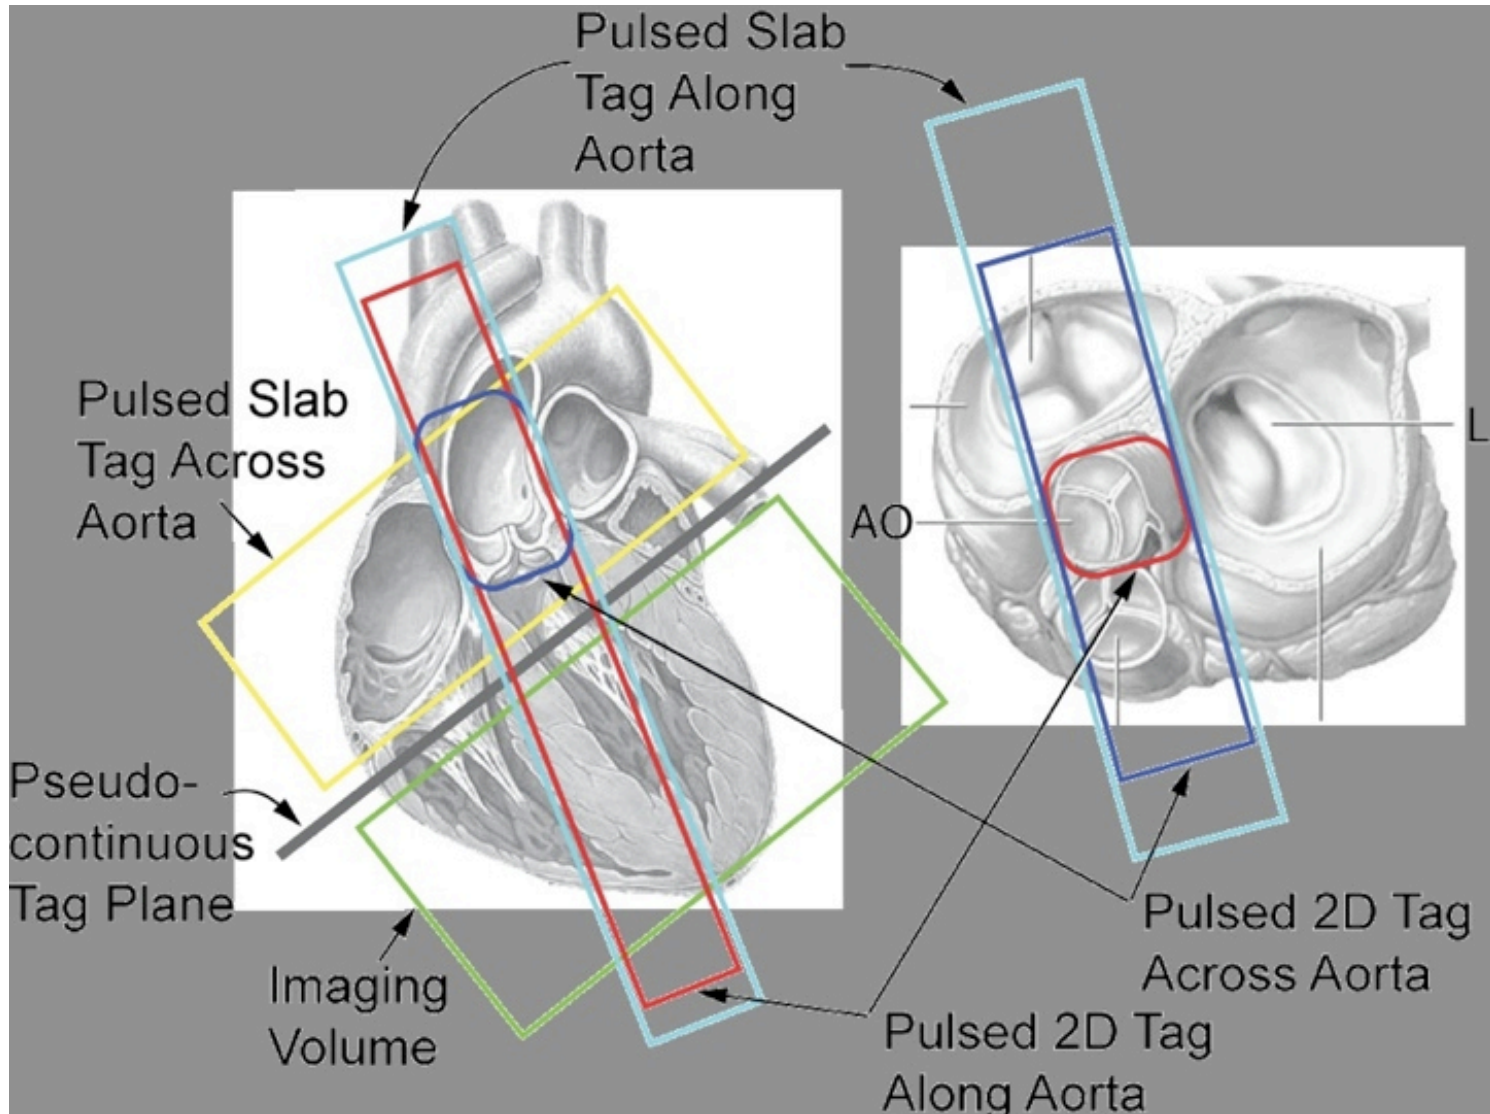 Pulsed Slab
Tag Along
Aorta
Pulsed Slab
Tag Across
Aorta
AO
L
Pseudo-
continuous
Tag Plane
Imaging
Volume
Pulsed 2D Tag
Across Aorta
Pulsed 2D Tag
Along Aorta